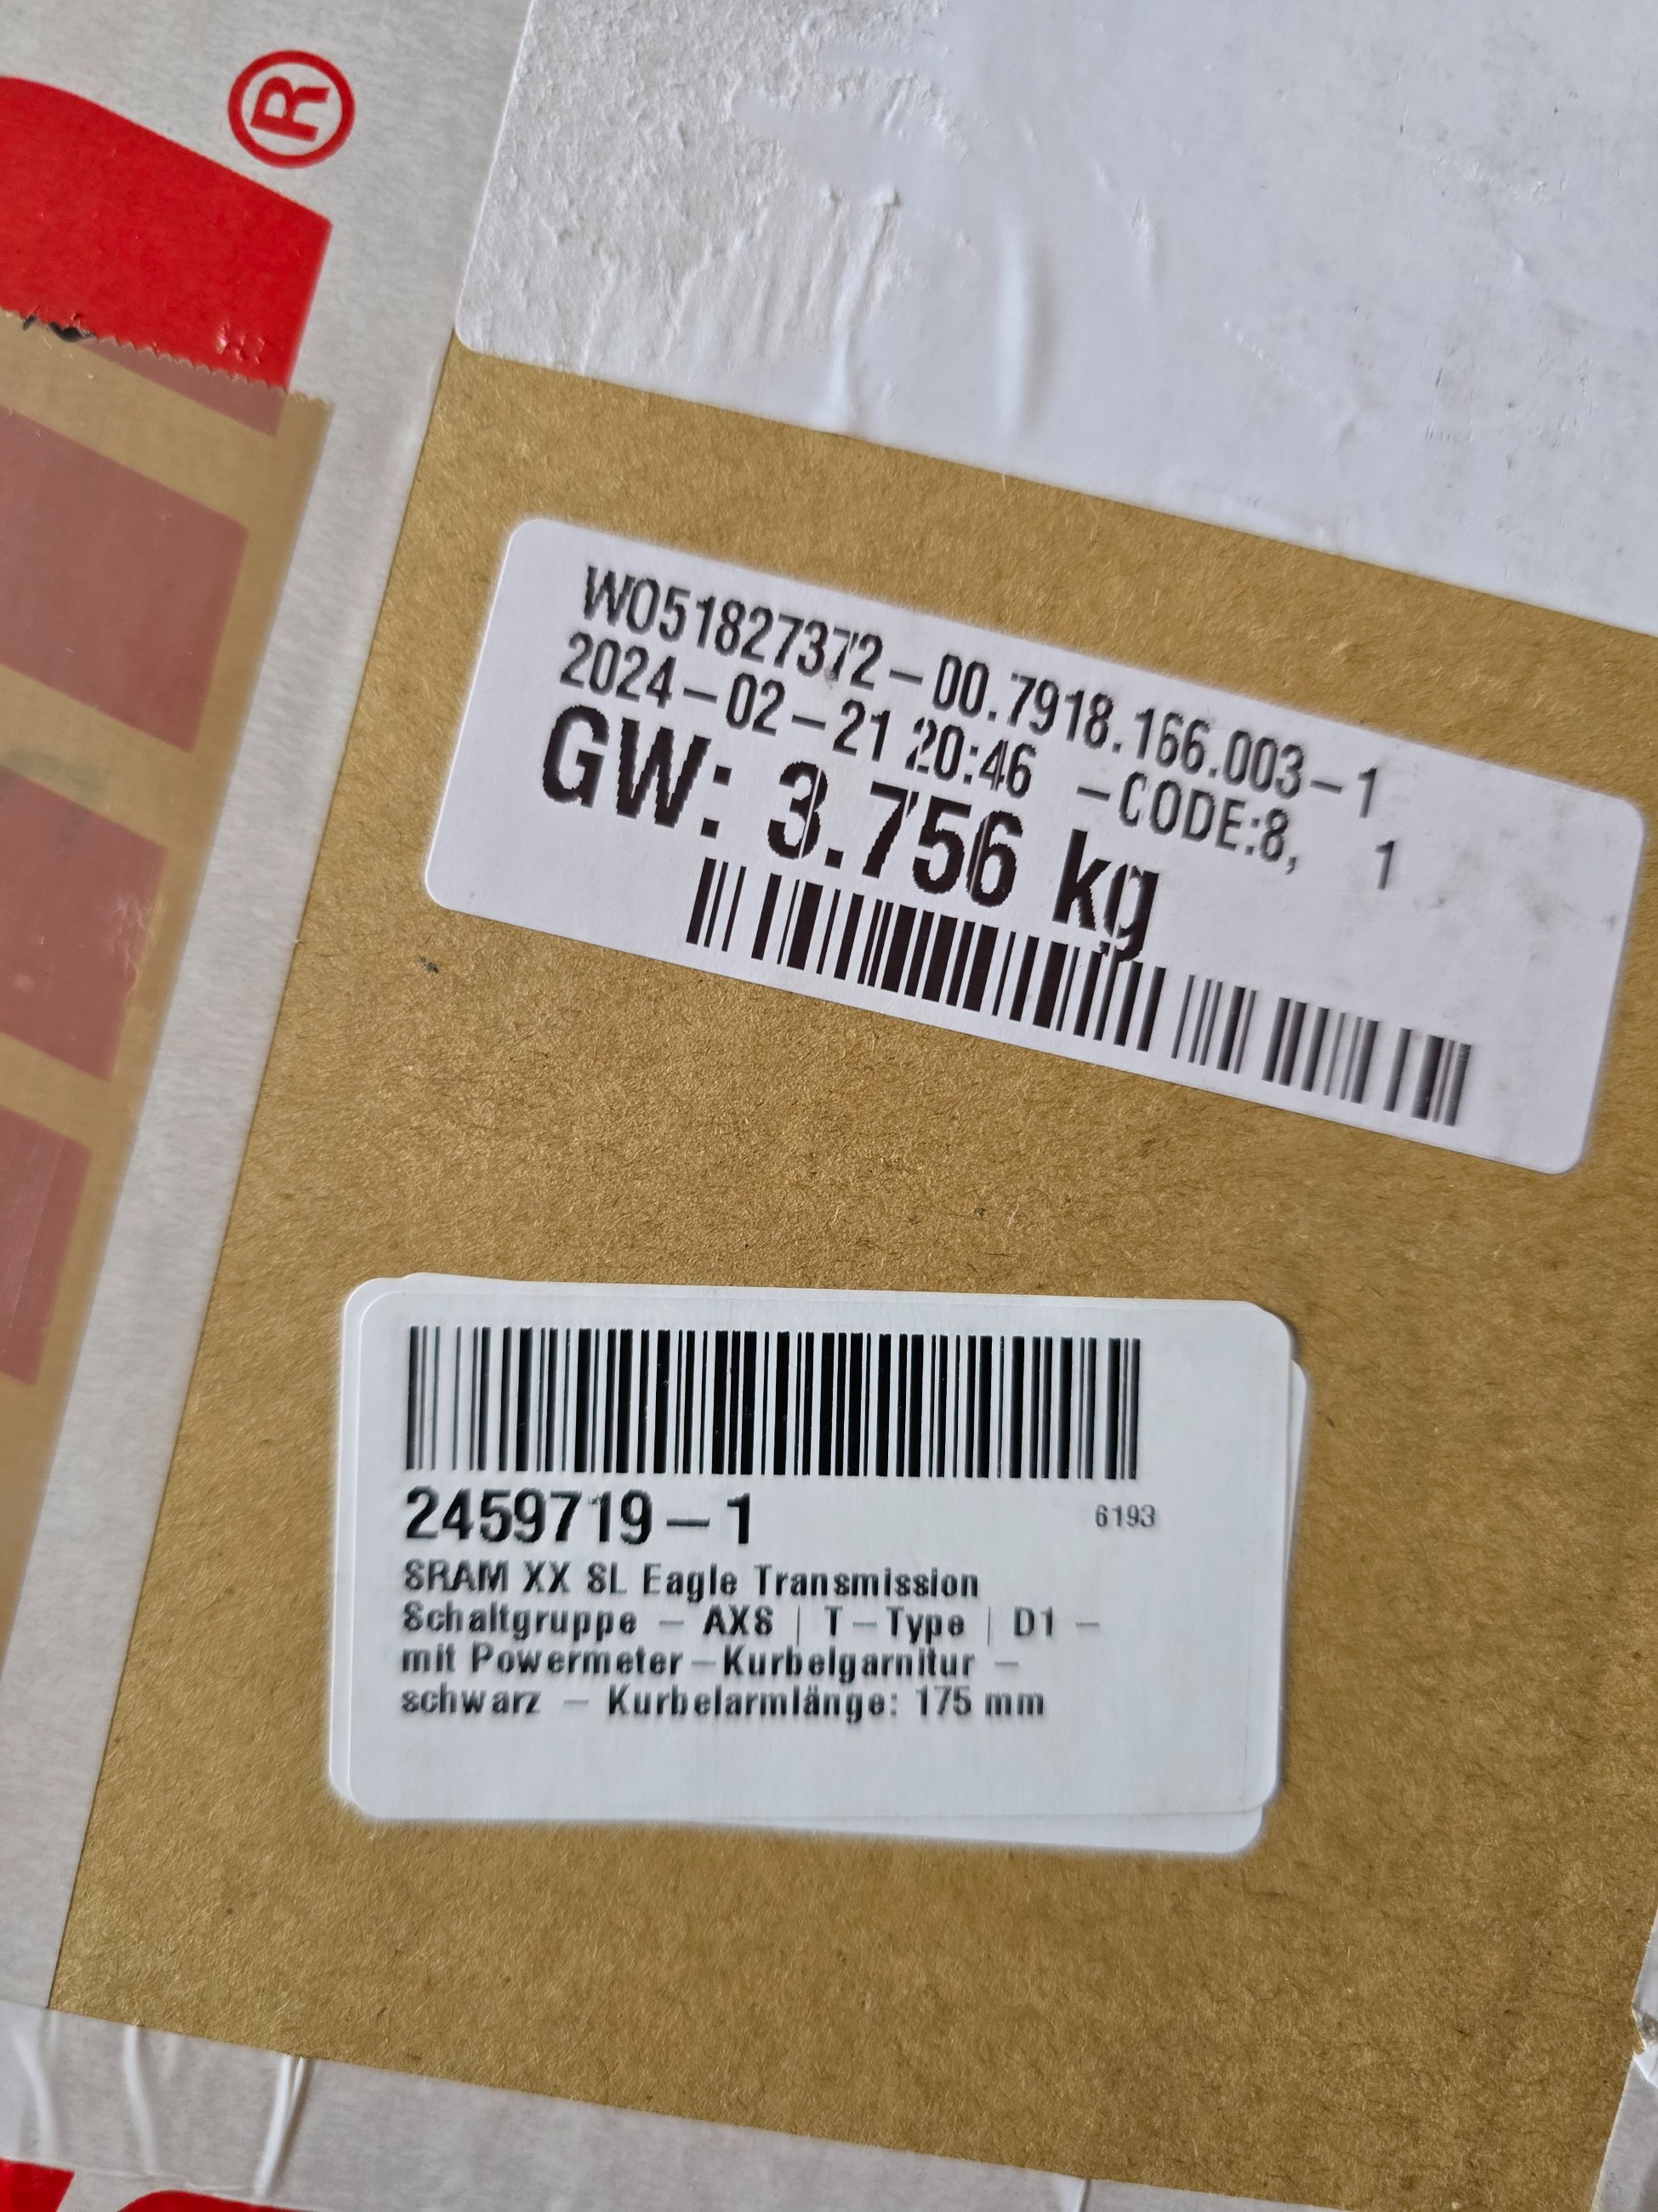 ®
WO51827372-00.7918.166.003-1
2024-02-21 20:46 -CODE:8, 1
GW: 3.756 kg
2459719-1 6193
SRAM XX SL Eagle Transmission
Schaltgruppe - AXS | T-Type | D1 -
mit Powermeter-Kurbelgarnitur -
schwarz - Kurbelarmlänge: 175 mm